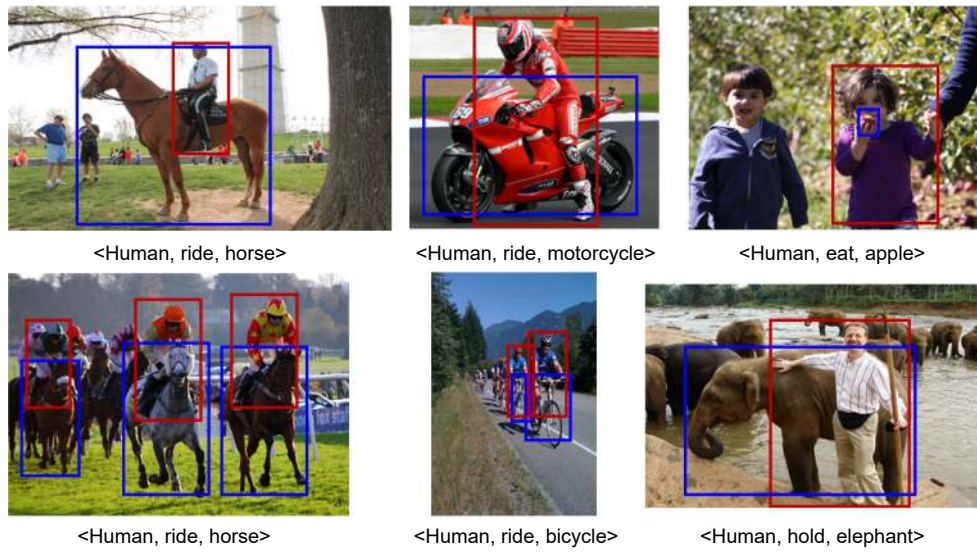 <Human, ride, horse>
<Human, ride, motorcycle>
<Human, eat, apple>
<Human, ride, horse>
<Human, ride, bicycle>
<Human, hold, elephant>